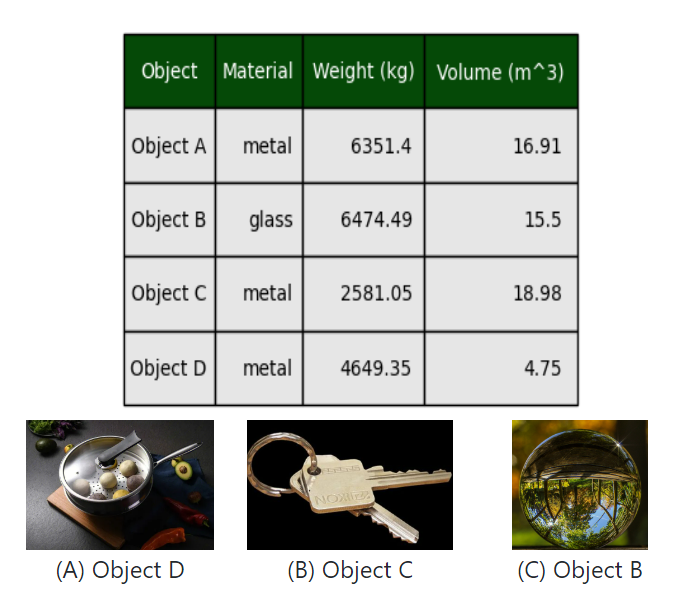 Object Material Weight (kg) Volume (m^3)
Object A metal 6351.4 16.91
Object B glass 6474.49 15.5
Object C metal 2581.05 18.98
Object D metal 4649.35 4.75
(A) Object D (B) Object C (C) Object B